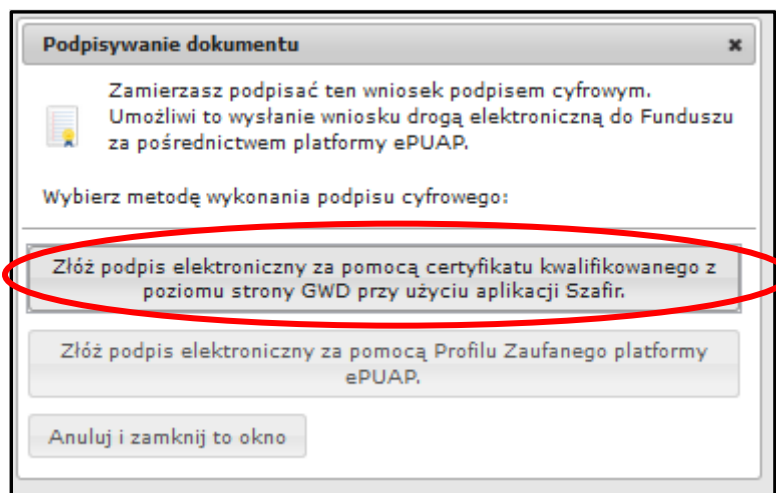 Podpisywanie dokumentu
Zamierzasz podpisać ten wniosek podpisem cyfrowym.
Umożliwi to wysłanie wniosku drogą elektroniczną do Funduszu
za pośrednictwem platformy ePUAP.
Wybierz metodę wykonania podpisu cyfrowego:
Złóż podpis elektroniczny za pomocą certyfikatu kwalifikowanego z
poziomu strony GWD przy użyciu aplikacji Szafir.
Złóż podpis elektroniczny za pomocą Profilu Zaufanego platformy
ePUAP.
Anuluj i zamknij to okno